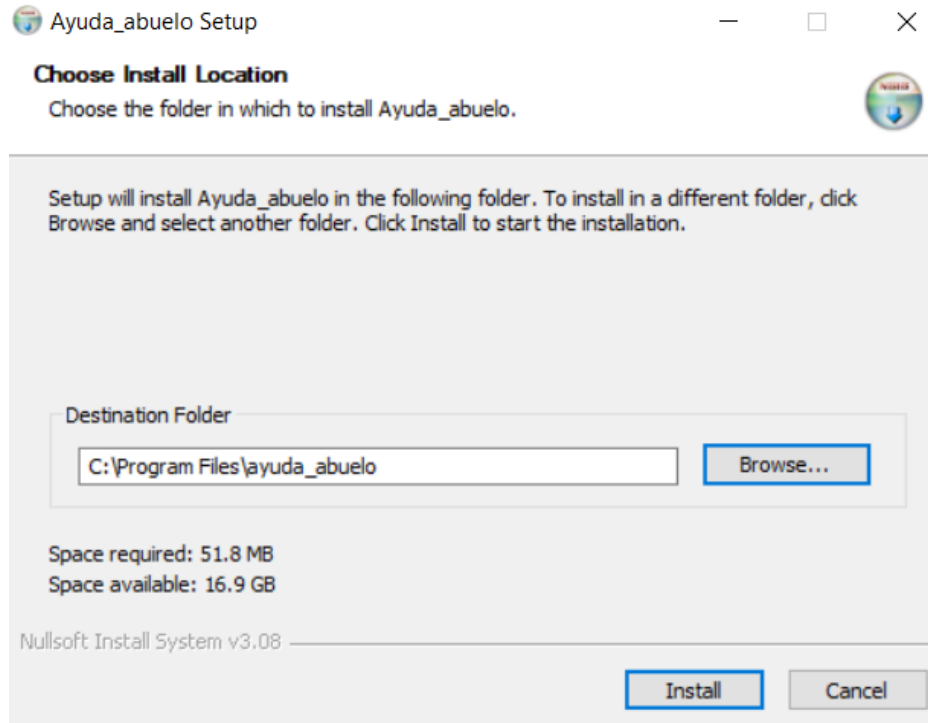 Ayuda_abuelo Setup
Choose Install Location
Choose the folder in which to install Ayuda_abuelo.
Setup will install Ayuda_abuelo in the following folder. To install in a different folder, click
Browse and select another folder. Click Install to start the installation.
Destination Folder
C:\Program Files\ayuda_abuelo
Browse...
Space required: 51.8 MB
Space available: 16.9 GB
Nullsoft Install System v3.08
Install
Cancel